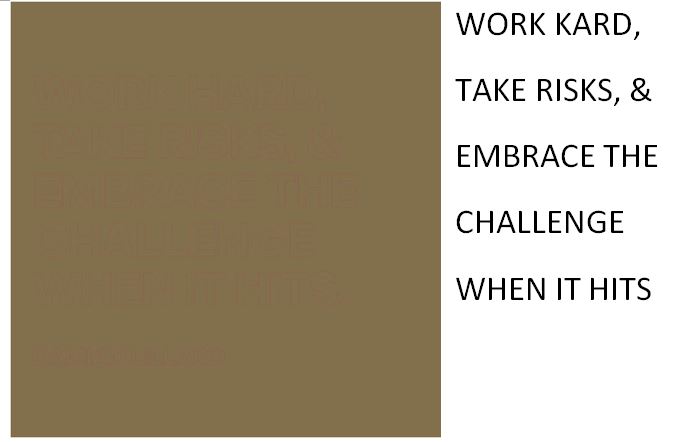 WORK HARD,
TAKE RISKS, &
EMBRACE THE
CHALLENGE
WHEN IT HITS.
WORK KARD,
TAKE RISKS, &
EMBRACE THE
CHALLENGE
WHEN IT HITS